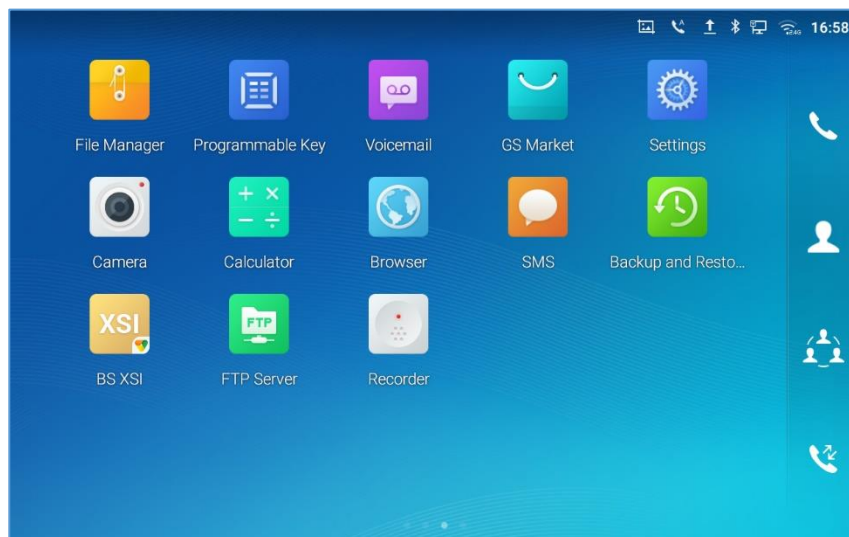 16:58
File Manager Programmable Key Voicemail GS Market Settings
Camera Calculator Browser SMS Backup and Resto...
XSI FTP
BS XSI FTP Server Recorder